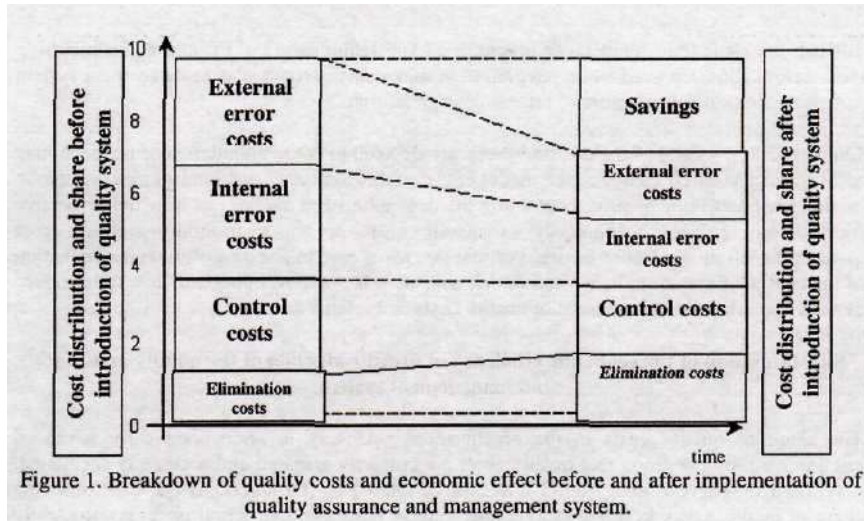 Cost distribution and share before
introduction of quality system
10
8
6
4
2
0
External
error
costs
Internal
error
costs
Control
costs
Elimination
costs
Savings
External error
costs
Internal error
costs
Control costs
Elimination costs
time
Cost distribution and share after
introduction of quality system
Figure 1. Breakdown of quality costs and economic effect before and after implementation of
quality assurance and management system.